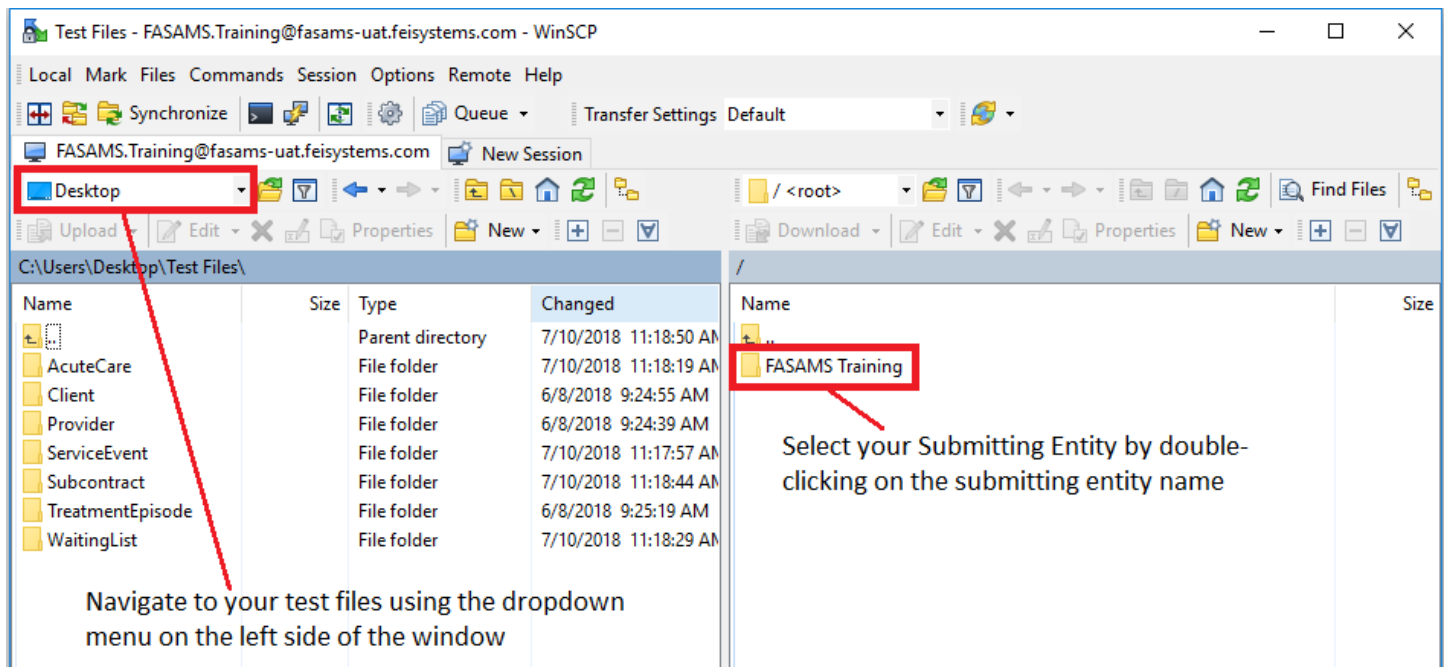 Test Files - FASAMS.Training@fasams-uat.feisystems.com - WinSCP
Local Mark Files Commands Session Options Remote Help
Synchronize Queue Transfer Settings Default
FASAMS.Training@fasams-uat.feisystems.com New Session
Desktop / <root> Find Files
Upload Edit Properties New Download Edit Properties New
C:\Users\Desktop\Test Files\ /
Name Size Type Changed Name Size
.. Parent directory 7/10/2018 11:18:50 AM ..
AcuteCare File folder 7/10/2018 11:18:19 AM FASAMS Training
Client File folder 6/8/2018 9:24:55 AM
Provider File folder 6/8/2018 9:24:39 AM
ServiceEvent File folder 7/10/2018 11:17:57 AM
Subcontract File folder 7/10/2018 11:18:44 AM
TreatmentEpisode File folder 6/8/2018 9:25:19 AM
WaitingList File folder 7/10/2018 11:18:29 AM
Select your Submitting Entity by double-
clicking on the submitting entity name
Navigate to your test files using the dropdown
menu on the left side of the window